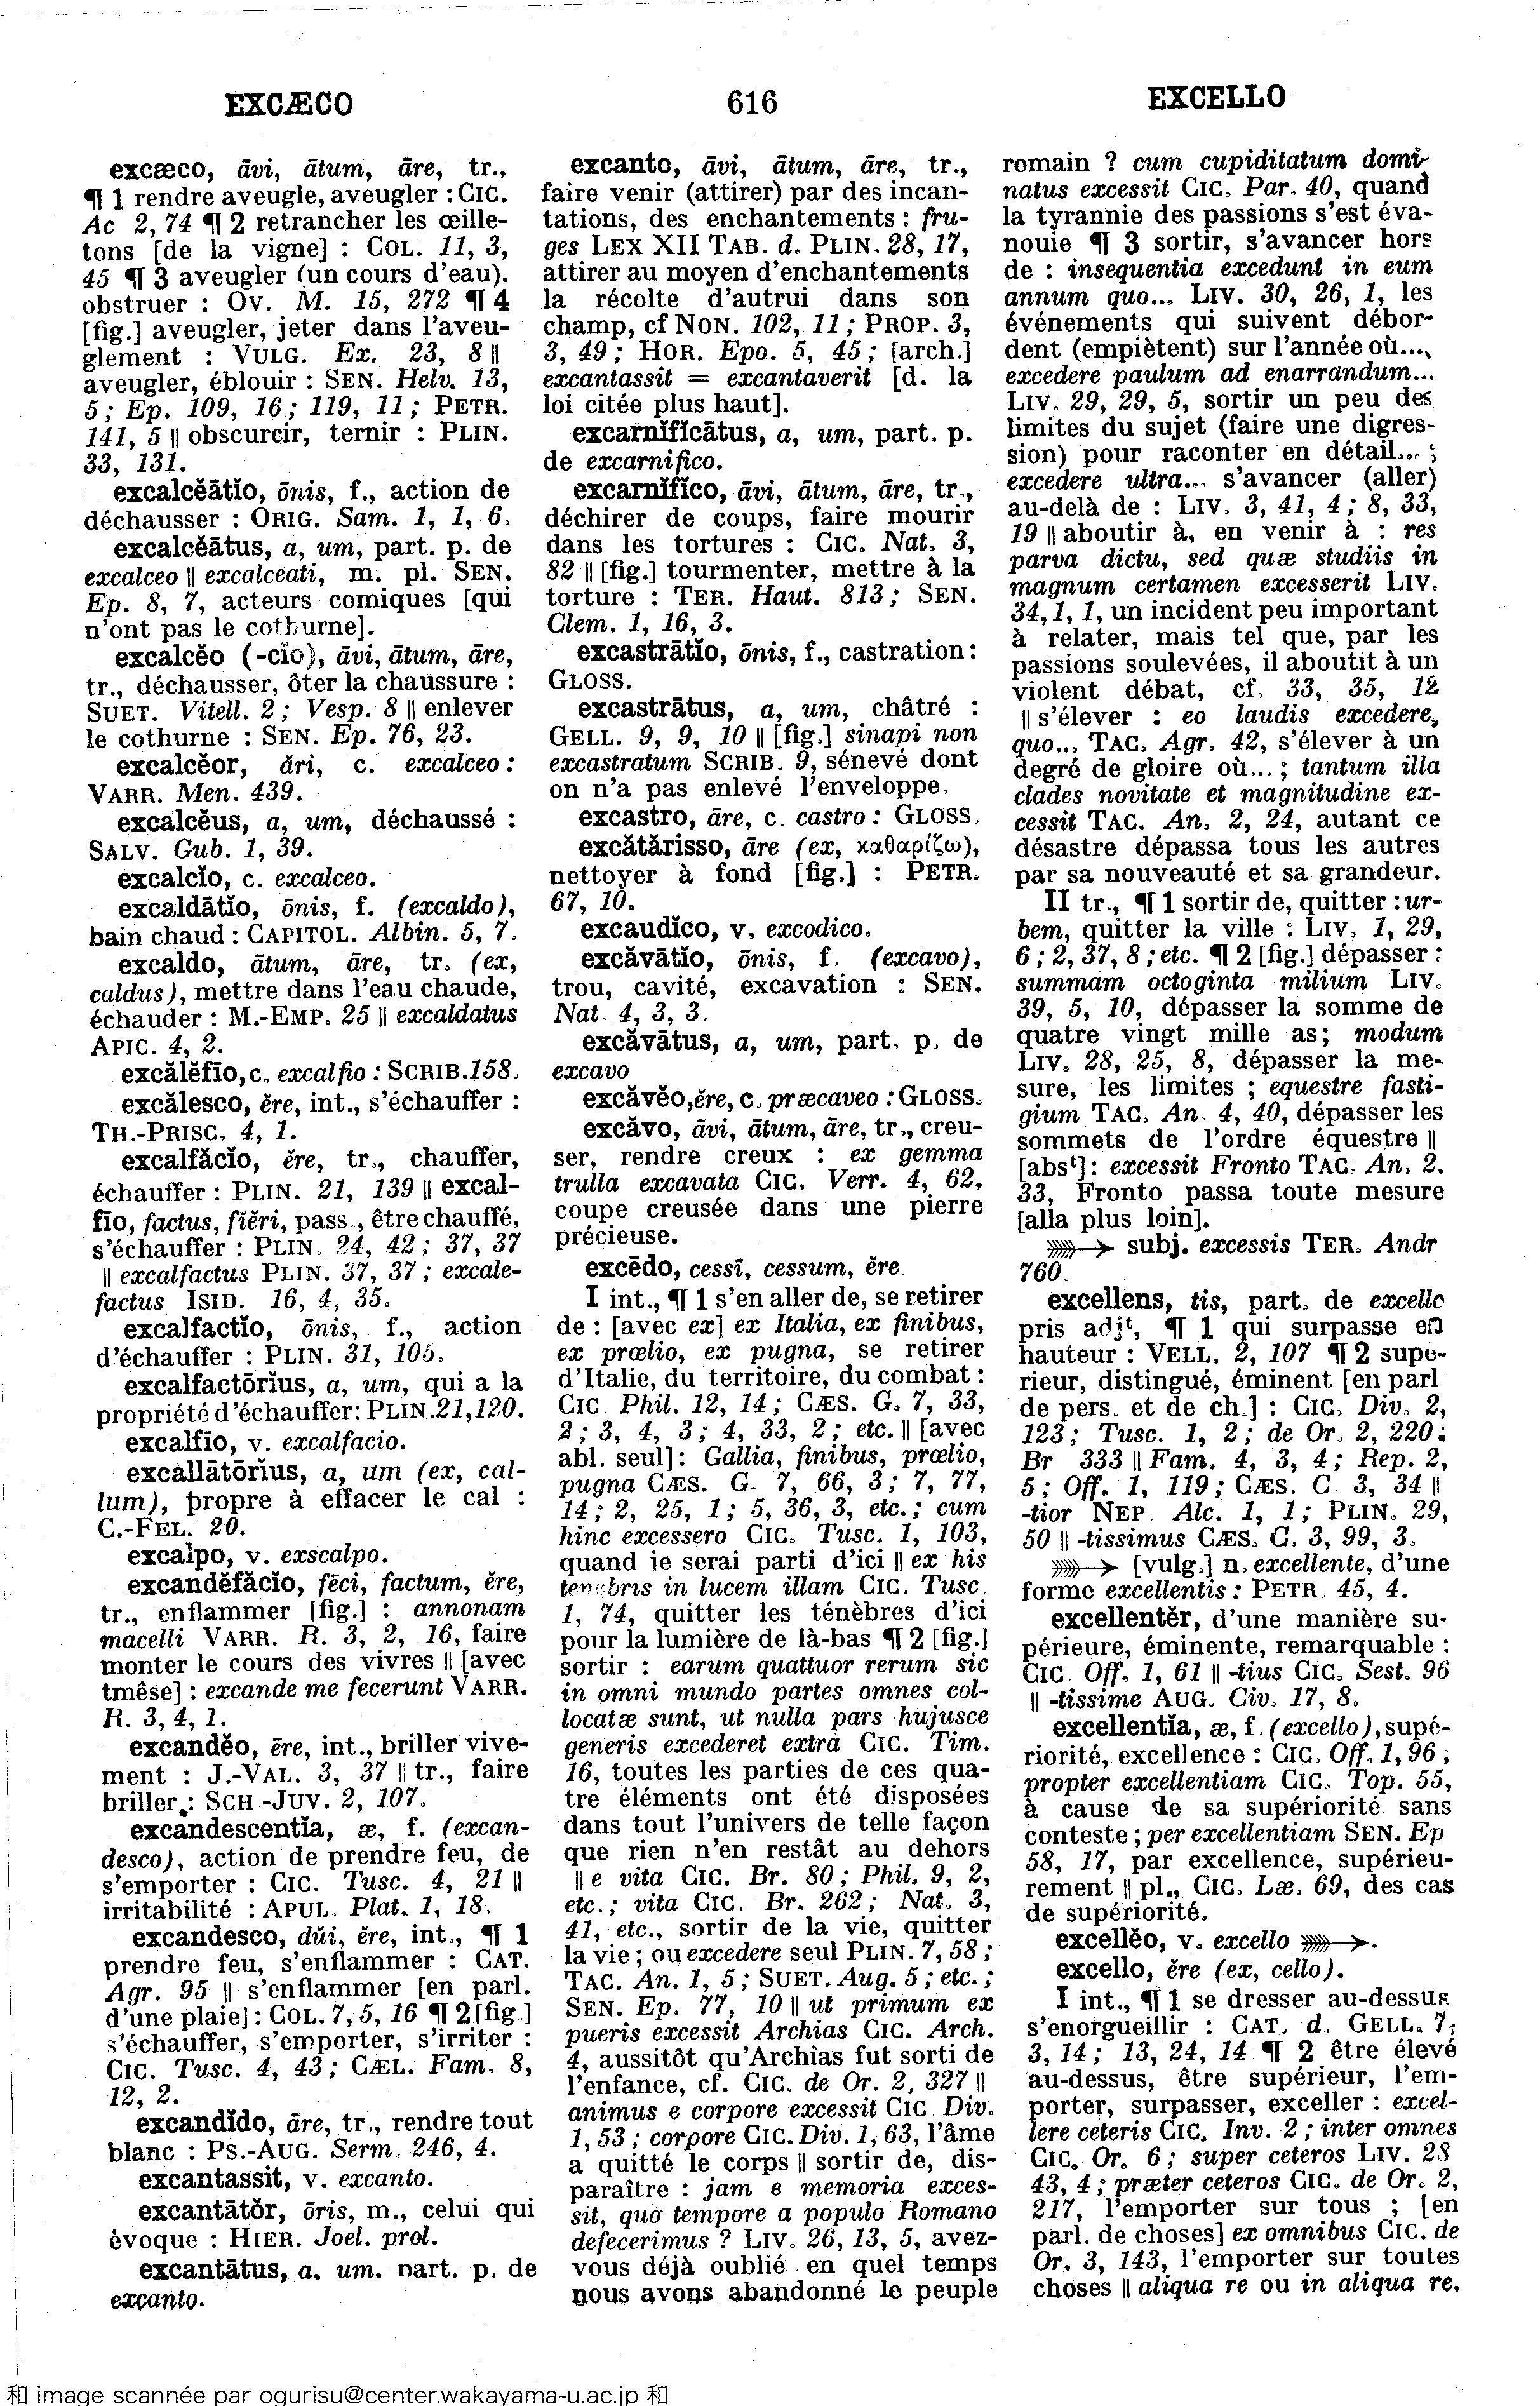 EXCÆCO
616
EXCELLO
excæco, āvi, ātum, āre, tr.,
¶ 1 rendre aveugle, aveugler : CIC.
Ac 2, 74 ¶ 2 retrancher les œille-
tons [de la vigne] : COL. 11, 3,
45 ¶ 3 aveugler (un cours d'eau).
obstruer : OV. M. 15, 272 ¶ 4
[fig.] aveugler, jeter dans l'aveu-
glement : VULG. Ex. 23, 8 ||
aveugler, éblouir : SEN. Helv. 13,
5 ; Ep. 109, 16 ; 119, 11 ; PETR.
141, 5 || obscurcir, ternir : PLIN.
33, 131.
excalcĕātĭo, ōnis, f., action de
déchausser : ORIG. Sam. 1, 1, 6.
excalcĕātus, a, um, part. p. de
excalceo || excalceati, m. pl. SEN.
Ep. 8, 7, acteurs comiques [qui
n'ont pas le cothurne].
excalcĕo (-cĭo), āvi, ātum, āre,
tr., déchausser, ôter la chaussure :
SUET. Vitell. 2 ; Vesp. 8 || enlever
le cothurne : SEN. Ep. 76, 23.
excalcĕor, āri, c. excalceo :
VARR. Men. 439.
excalcĕus, a, um, déchaussé :
SALV. Gub. 1, 39.
excalcĭo, c. excalceo.
excaldātĭo, ōnis, f. (excaldo),
bain chaud : CAPITOL. Albin. 5, 7.
excaldo, ātum, āre, tr. (ex,
caldus), mettre dans l'eau chaude,
échauder : M.-EMP. 25 || excaldatus
APIC. 4, 2.
excălĕfīo, c. excalfio : SCRIB.158.
excălesco, ĕre, int., s'échauffer :
TH.-PRISC. 4, 1.
excalfăcĭo, ĕre, tr., chauffer,
échauffer : PLIN. 21, 139 || excal-
fīo, factus, fĭĕri, pass., être chauffé,
s'échauffer : PLIN. 24, 42 ; 37, 37
|| excalfactus PLIN. 37, 37 ; excale-
factus ISID. 16, 4, 35.
excalfactĭo, ōnis, f., action
d'échauffer : PLIN. 31, 105.
excalfactōrĭus, a, um, qui a la
propriété d'échauffer : PLIN.21,120.
excalfīo, v. excalfacio.
excallātōrĭus, a, um (ex, cal-
lum), propre à effacer le cal :
C.-FEL. 20.
excalpo, v. exscalpo.
excandĕfăcĭo, fēci, factum, ĕre,
tr., enflammer [fig.] : annonam
macelli VARR. R. 3, 2, 16, faire
monter le cours des vivres || [avec
tmêse] : excande me fecerunt VARR.
R. 3, 4, 1.
excandĕo, ēre, int., briller vive-
ment : J.-VAL. 3, 37 || tr., faire
briller : SCH -JUV. 2, 107.
excandescentĭa, æ, f. (excan-
desco), action de prendre feu, de
s'emporter : CIC. Tusc. 4, 21 ||
irritabilité : APUL. Plat. 1, 18.
excandesco, dŭi, ĕre, int., ¶ 1
prendre feu, s'enflammer : CAT.
Agr. 95 || s'enflammer [en parl.
d'une plaie] : COL. 7, 5, 16 ¶ 2 [fig.]
s'échauffer, s'emporter, s'irriter :
CIC. Tusc. 4, 43 ; CÆL. Fam. 8,
12, 2.
excandĭdo, āre, tr., rendre tout
blanc : PS.-AUG. Serm. 246, 4.
excantassit, v. excanto.
excantātŏr, ōris, m., celui qui
évoque : HIER. Joel. prol.
excantātus, a, um, part. p. de
excanto.
excanto, āvi, ātum, āre, tr.,
faire venir (attirer) par des incan-
tations, des enchantements : fru-
ges LEX XII TAB. d. PLIN. 28, 17,
attirer au moyen d'enchantements
la récolte d'autrui dans son
champ, cf NON. 102, 11 ; PROP. 3,
3, 49 ; HOR. Epo. 5, 45 ; [arch.]
excantassit = excantaverit [d. la
loi citée plus haut].
excarnĭfĭcātus, a, um, part. p.
de excarnifico.
excarnĭfĭco, āvi, ātum, āre, tr.,
déchirer de coups, faire mourir
dans les tortures : CIC. Nat. 3,
82 || [fig.] tourmenter, mettre à la
torture : TER. Haut. 813 ; SEN.
Clem. 1, 16, 3.
excastrātĭo, ōnis, f., castration :
GLOSS.
excastrātus, a, um, châtré :
GELL. 9, 9, 10 || [fig.] sinapi non
excastratum SCRIB. 9, sénevé dont
on n'a pas enlevé l'enveloppe.
excastro, āre, c. castro : GLOSS.
excătărisso, āre (ex, καθαρίζω),
nettoyer à fond [fig.] : PETR.
67, 10.
excaudĭco, v. excodico.
excăvātĭo, ōnis, f. (excavo),
trou, cavité, excavation : SEN.
Nat. 4, 3, 3.
excăvātus, a, um, part. p. de
excavo
excăvĕo, ĕre, c. præcaveo : GLOSS.
excăvo, āvi, ātum, āre, tr., creu-
ser, rendre creux : ex gemma
trulla excavata CIC. Verr. 4, 62,
coupe creusée dans une pierre
précieuse.
excēdo, cessī, cessum, ĕre
I int., ¶ 1 s'en aller de, se retirer
de : [avec ex] ex Italia, ex finibus,
ex prœlio, ex pugna, se retirer
d'Italie, du territoire, du combat :
CIC. Phil. 12, 14 ; CÆS. G. 7, 33,
2 ; 3, 4, 3 ; 4, 33, 2 ; etc. || [avec
abl. seul] : Gallia, finibus, prœlio,
pugna CÆS. G. 7, 66, 3 ; 7, 77,
14 ; 2, 25, 1 ; 5, 36, 3, etc. ; cum
hinc excessero CIC. Tusc. 1, 103,
quand je serai parti d'ici || ex his
tenebris in lucem illam CIC. Tusc.
1, 74, quitter les ténèbres d'ici
pour la lumière de là-bas ¶ 2 [fig.]
sortir : earum quattuor rerum sic
in omni mundo partes omnes col-
locatæ sunt, ut nulla pars hujusce
generis excederet extra CIC. Tim.
16, toutes les parties de ces qua-
tre éléments ont été disposées
dans tout l'univers de telle façon
que rien n'en restât au dehors
|| e vita CIC. Br. 80 ; Phil. 9, 2,
etc. ; vita CIC. Br. 262 ; Nat. 3,
41, etc., sortir de la vie, quitter
la vie ; ou excedere seul PLIN. 7, 58 ;
TAC. An. 1, 5 ; SUET. Aug. 5 ; etc. ;
SEN. Ep. 77, 10 || ut primum ex
pueris excessit Archias CIC. Arch.
4, aussitôt qu'Archias fut sorti de
l'enfance, cf. CIC. de Or. 2, 327 ||
animus e corpore excessit CIC Div.
1, 53 ; corpore CIC. Div. 1, 63, l'âme
a quitté le corps || sortir de, dis-
paraître : jam e memoria exces-
sit, quo tempore a populo Romano
defecerimus ? LIV. 26, 13, 5, avez-
vous déjà oublié en quel temps
nous avons abandonné le peuple
romain ? cum cupiditatum domi-
natus excessit CIC. Par. 40, quand
la tyrannie des passions s'est éva-
nouie ¶ 3 sortir, s'avancer hors
de : insequentia excedunt in eum
annum quo... LIV. 30, 26, 1, les
événements qui suivent débor-
dent (empiètent) sur l'année où...,
excedere paulum ad enarrandum...
LIV. 29, 29, 5, sortir un peu des
limites du sujet (faire une digres-
sion) pour raconter en détail... ;
excedere ultra... s'avancer (aller)
au-delà de : LIV. 3, 41, 4 ; 8, 33,
19 || aboutir à, en venir à : res
parva dictu, sed quæ studiis in
magnum certamen excesserit LIV.
34, 1, 1, un incident peu important
à relater, mais tel que, par les
passions soulevées, il aboutit à un
violent débat, cf. 33, 35, 12
|| s'élever : eo laudis excedere,
quo... TAC. Agr. 42, s'élever à un
degré de gloire où... ; tantum illa
clades novitate et magnitudine ex-
cessit TAC. An. 2, 24, autant ce
désastre dépassa tous les autres
par sa nouveauté et sa grandeur.
II tr., ¶ 1 sortir de, quitter : ur-
bem, quitter la ville : LIV. 1, 29,
6 ; 2, 37, 8 ; etc. ¶ 2 [fig.] dépasser :
summam octoginta milium LIV.
39, 5, 10, dépasser la somme de
quatre vingt mille as ; modum
LIV. 28, 25, 8, dépasser la me-
sure, les limites ; equestre fasti-
gium TAC. An. 4, 40, dépasser les
sommets de l'ordre équestre ||
[absᵗ] : excessit Fronto TAC. An. 2.
33, Fronto passa toute mesure
[alla plus loin].
➳ subj. excessis TER. Andr
760.
excellens, tis, part. de excello
pris adjᵗ, ¶ 1 qui surpasse en
hauteur : VELL. 2, 107 ¶ 2 supé-
rieur, distingué, éminent [en parl
de pers. et de ch.] : CIC. Div. 2,
123 ; Tusc. 1, 2 ; de Or. 2, 220 ;
Br 333 || Fam. 4, 3, 4 ; Rep. 2,
5 ; Off. 1, 119 ; CÆS. C. 3, 34 ||
-tior NEP. Alc. 1, 1 ; PLIN. 29,
50 || -tissimus CÆS. C. 3, 99, 3.
➳ [vulg.] n. excellente, d'une
forme excellentis : PETR 45, 4.
excellentĕr, d'une manière su-
périeure, éminente, remarquable :
CIC. Off. 1, 61 || -tius CIC. Sest. 96
|| -tissime AUG. Civ. 17, 8.
excellentĭa, æ, f. (excello), supé-
riorité, excellence : CIC. Off. 1, 96 ;
propter excellentiam CIC. Top. 55,
à cause de sa supériorité sans
conteste ; per excellentiam SEN. Ep
58, 17, par excellence, supérieu-
rement || pl., CIC. Læ. 69, des cas
de supériorité.
excellĕo, v. excello ➳.
excello, ĕre (ex, cello).
I int., ¶ 1 se dresser au-dessus
s'enorgueillir : CAT. d. GELL. 7,
3, 14 ; 13, 24, 14 ¶ 2 être élevé
au-dessus, être supérieur, l'em-
porter, surpasser, exceller : excel-
lere ceteris CIC. Inv. 2 ; inter omnes
CIC. Or. 6 ; super ceteros LIV. 28
43, 4 ; præter ceteros CIC. de Or. 2,
217, l'emporter sur tous ; [en
parl. de choses] ex omnibus CIC. de
Or. 3, 143, l'emporter sur toutes
choses || aliqua re ou in aliqua re,
和 image scannée par ogurisu@center.wakayama-u.ac.jp 和